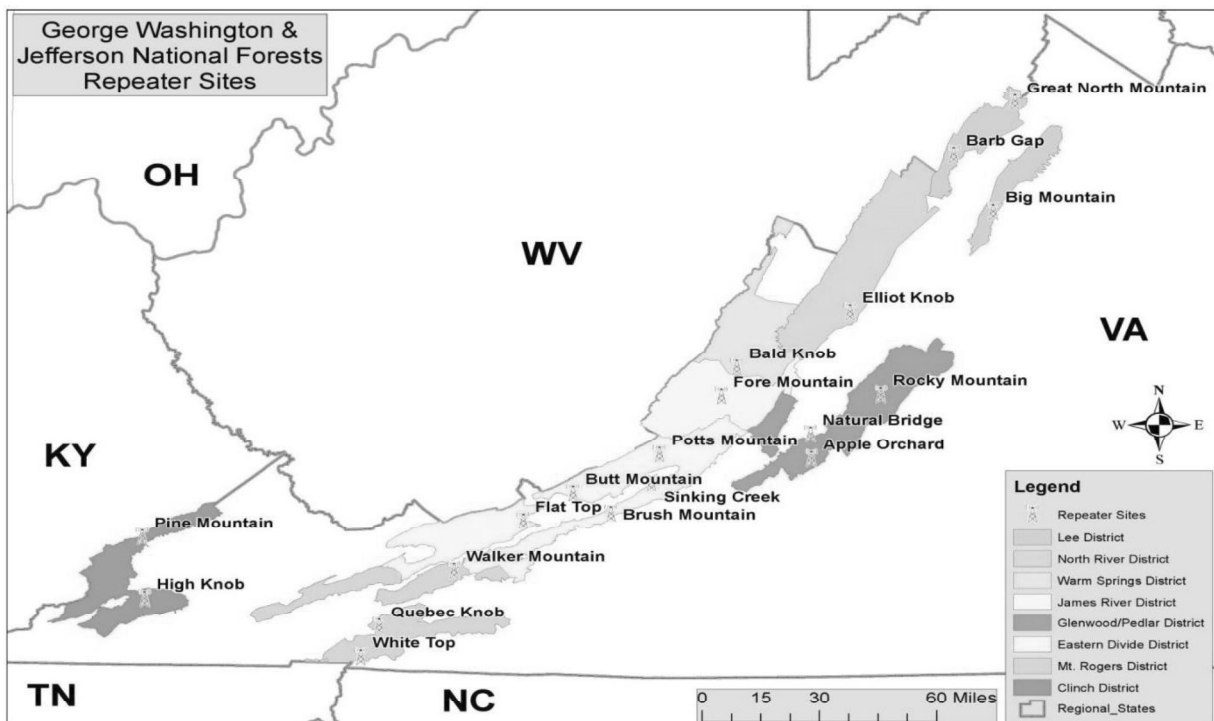 George Washington &
Jefferson National Forests
Repeater Sites
Great North Mountain
Barb Gap
OH
Big Mountain
WV
Elliot Knob
VA
Bald Knob
Fore Mountain
Rocky Mountain
Natural Bridge
N
W E
S
Potts Mountain
Apple Orchard
KY
Butt Mountain
Sinking Creek
Flat Top
Brush Mountain
Pine Mountain
Walker Mountain
High Knob
Quebec Knob
White Top
TN
NC
0 15 30 60 Miles
Legend
Repeater Sites
Lee District
North River District
Warm Springs District
James River District
Glenwood/Pedlar District
Eastern Divide District
Mt. Rogers District
Clinch District
Regional_States